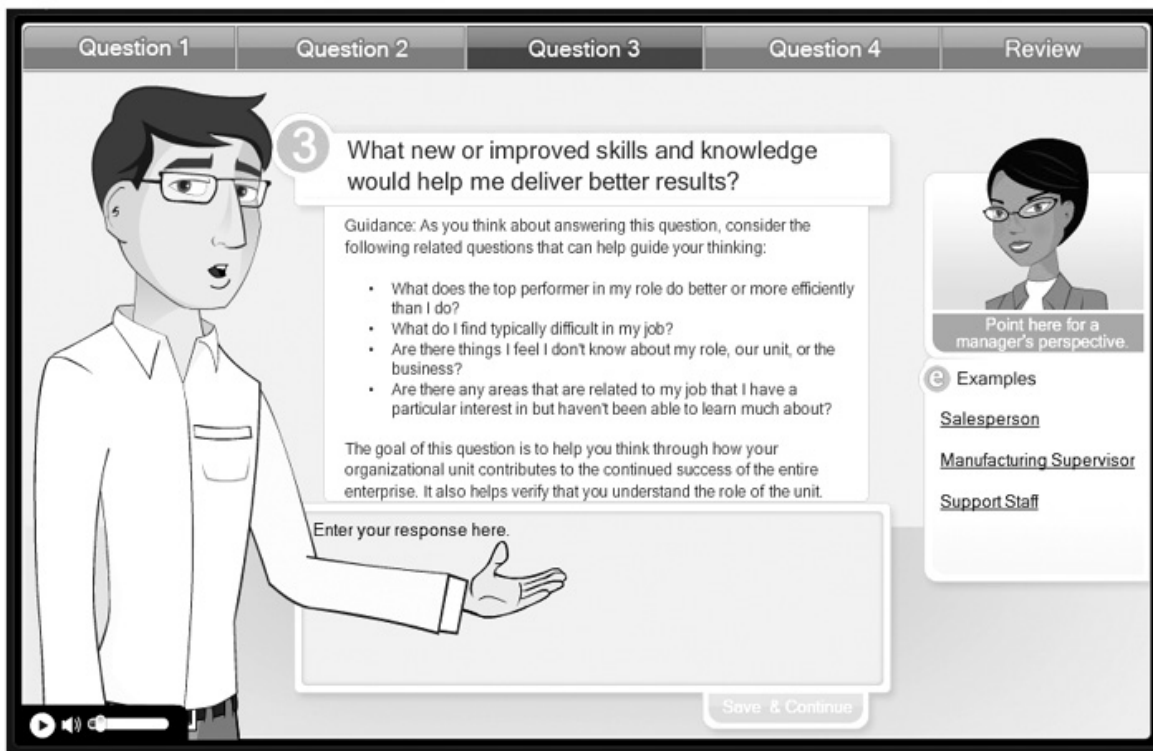 Question 1
Question 2
Question 3
Question 4
Review
3
What new or improved skills and knowledge
would help me deliver better results?
Guidance: As you think about answering this question, consider the
following related questions that can help guide your thinking:
• What does the top performer in my role do better or more efficiently
than I do?
• What do I find typically difficult in my job?
• Are there things I feel I don't know about my role, our unit, or the
business?
• Are there any areas that are related to my job that I have a
particular interest in but haven't been able to learn much about?
The goal of this question is to help you think through how your
organizational unit contributes to the continued success of the entire
enterprise. It also helps verify that you understand the role of the unit.
Enter your response here.
Save & Continue
Point here for a
manager's perspective.
e Examples
Salesperson
Manufacturing Supervisor
Support Staff